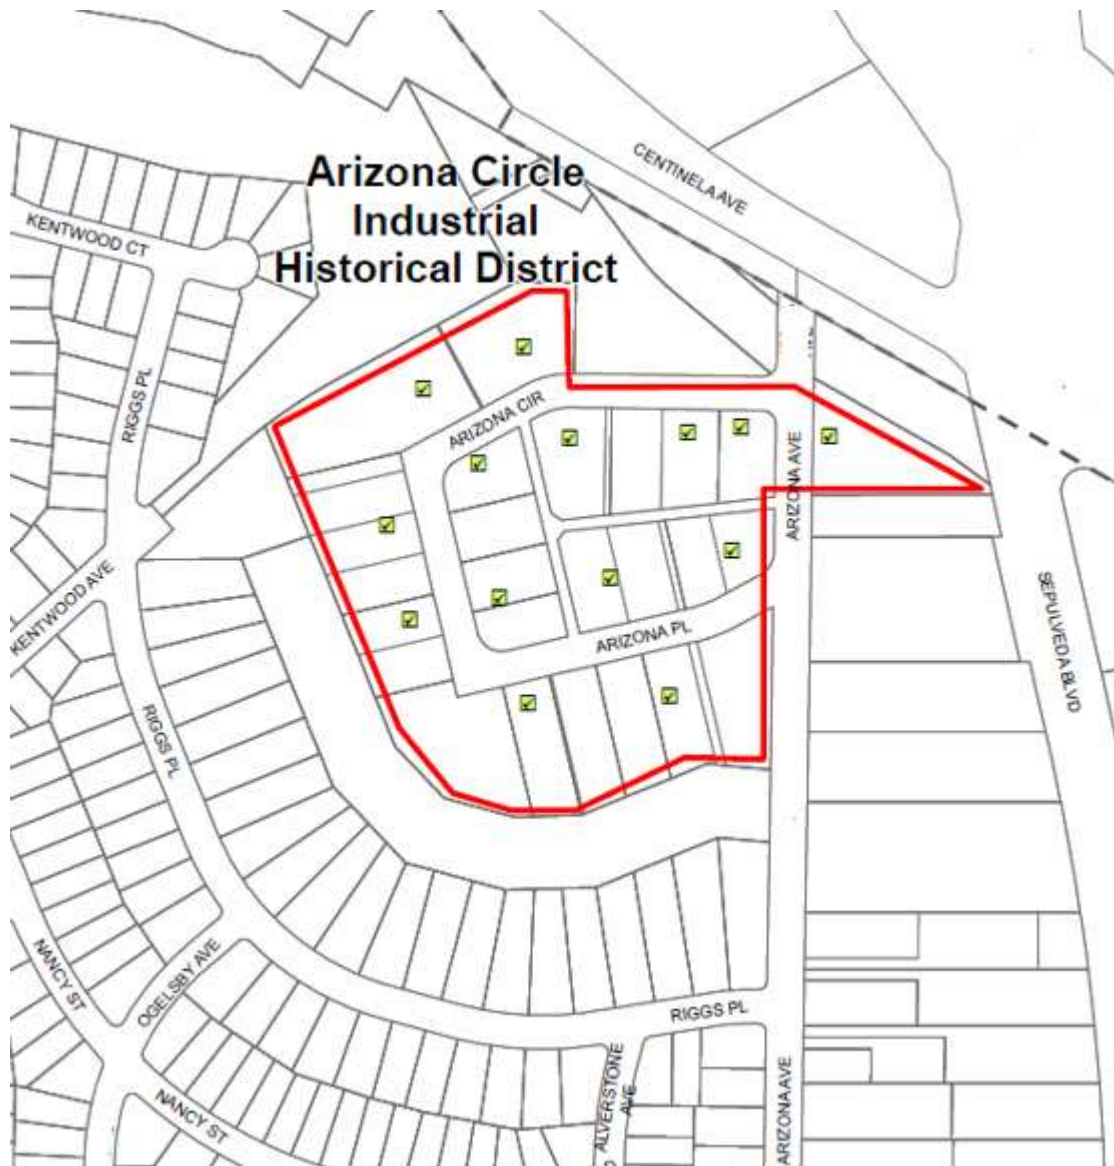 Arizona Circle
Industrial
Historical District
CENTINELA AVE
KENTWOOD CT
RIGGS PL
ARIZONA CIR
ARIZONA AVE
KENTWOOD AVE
ARIZONA PL
SEPULVEDA BLVD
RIGGS PL
NANCY ST
OGELSBY AVE
RIGGS PL
ALVERSTONE
AVE
ARIZONA AVE
NANCY ST